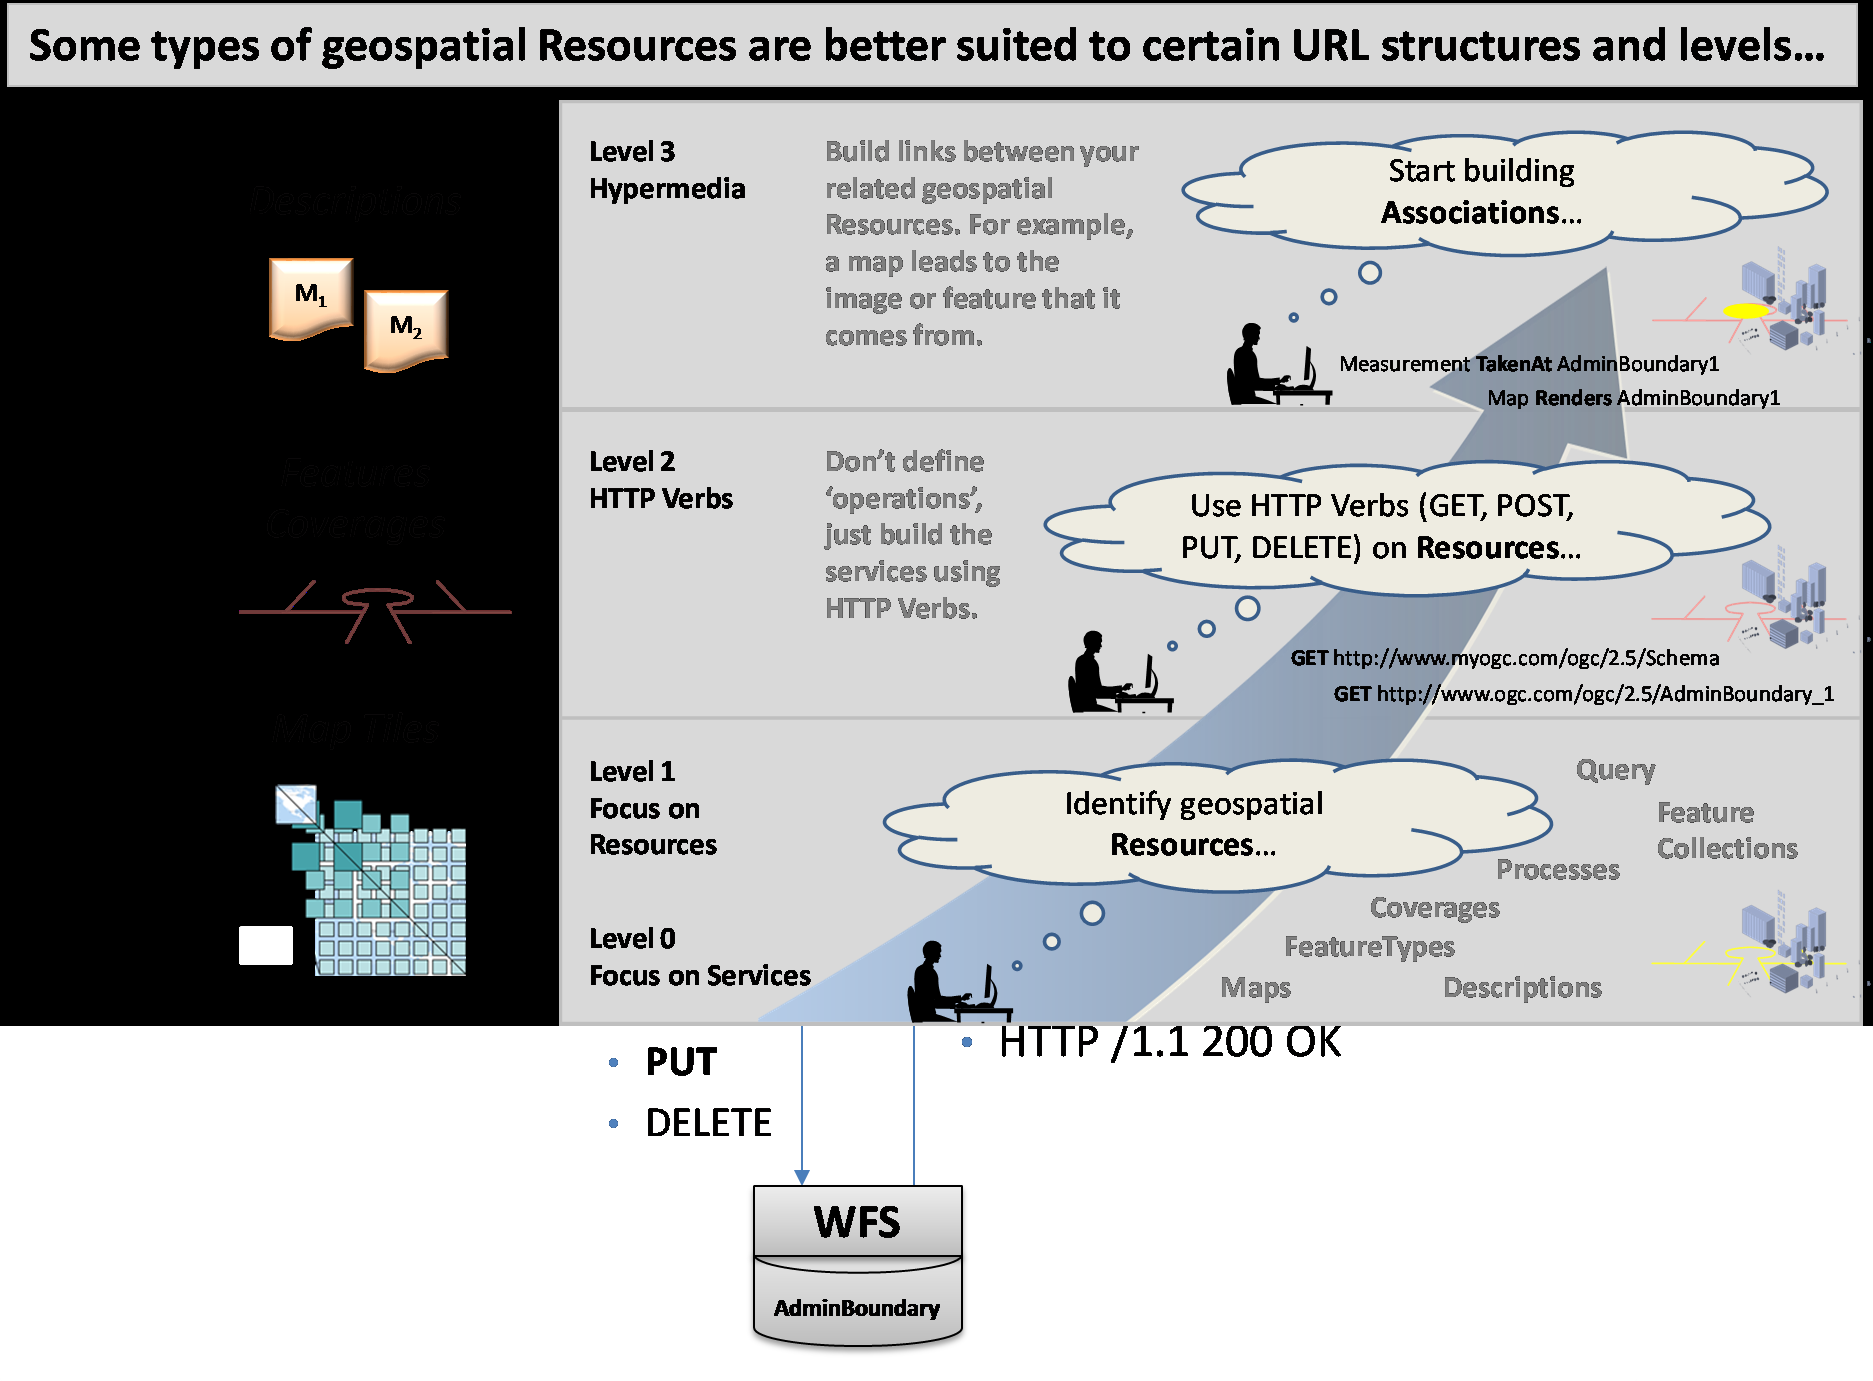 Some types of geospatial Resources are better suited to certain URL structures and levels...
Descriptions
M1
M2
Features
Coverages
Map Tiles
Level 3
Hypermedia
Build links between your
related geospatial
Resources. For example,
a map leads to the
image or feature that it
comes from.
Start building
Associations...
Measurement TakenAt AdminBoundary1
Map Renders AdminBoundary1
Level 2
HTTP Verbs
Don’t define
‘operations’,
just build the
services using
HTTP Verbs.
Use HTTP Verbs (GET, POST,
PUT, DELETE) on Resources...
GET http://www.myogc.com/ogc/2.5/Schema
GET http://www.ogc.com/ogc/2.5/AdminBoundary_1
Level 1
Focus on
Resources
Identify geospatial
Resources...
Query
Feature
Collections
Processes
Coverages
FeatureTypes
Maps
Descriptions
Level 0
Focus on Services
• HTTP /1.1 200 OK
• PUT
• DELETE
WFS
AdminBoundary